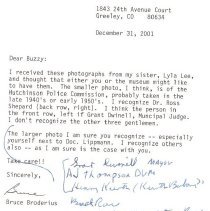 1843 24th Avenue Court
Greeley, CO 80634
December 31, 2001
Dear Buzzy:
I received these photographs from my sister, Lyla Lee,
and thought that either you or the museum might like
to have them. The smaller photo, I think, is of the
Hutchinson Police Commission, probably taken in the
late 1940's or early 1950's. I recognize Dr. Ross
Shepard (back row, right). I think the man in the
front row, left if Grant Dwinell, Municipal Judge.
I don't recognize the other three gentlemen.
The larger photo I am sure you recognize -- especially
yourself next to Doc. Lippmann. I recognize others
also -- as I am sure is the case with you.
Take care!!
Mayor
Sincerely,
Thompson DVM
Bruce
Bruce Broderius